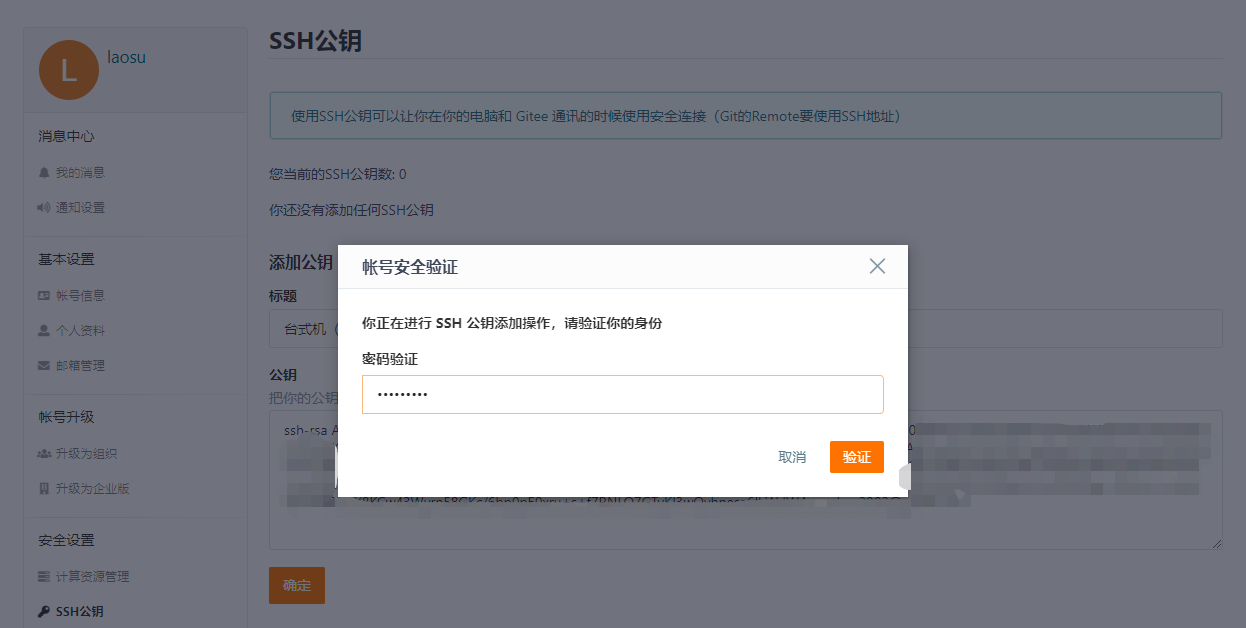 L
laosu
消息中心
我的消息
通知设置
基本设置
帐号信息
个人资料
邮箱管理
帐号升级
升级为组织
升级为企业版
安全设置
计算资源管理
SSH公钥
SSH公钥
使用SSH公钥可以让你在你的电脑和 Gitee 通讯的时候使用安全连接（Git的Remote要使用SSH地址）
您当前的SSH公钥数: 0
你还没有添加任何SSH公钥
添加公钥
标题
台式机（
公钥
把你的公钥
ssh-rsa
确定
帐号安全验证
你正在进行 SSH 公钥添加操作，请验证你的身份
密码验证
•••••••••
取消
验证